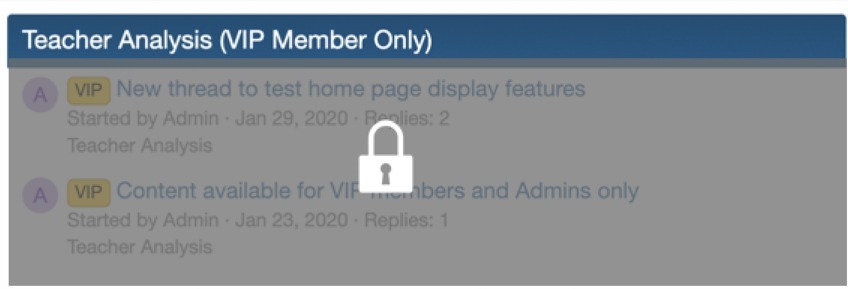 Teacher Analysis (VIP Member Only)
A VIP New thread to test home page display features
Started by Admin · Jan 29, 2020 · Replies: 2
Teacher Analysis
A VIP Content available for VIP members and Admins only
Started by Admin · Jan 23, 2020 · Replies: 1
Teacher Analysis